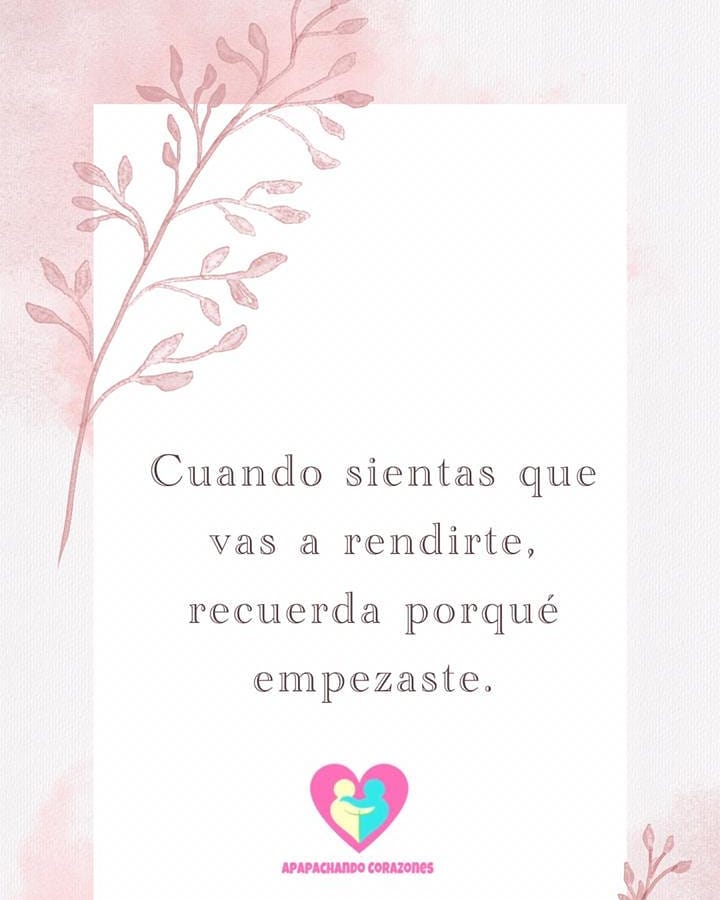 Cuando sientas que
vas a rendirte,
recuerda porqué
empezaste.
APAPACHANDO CORAZONES